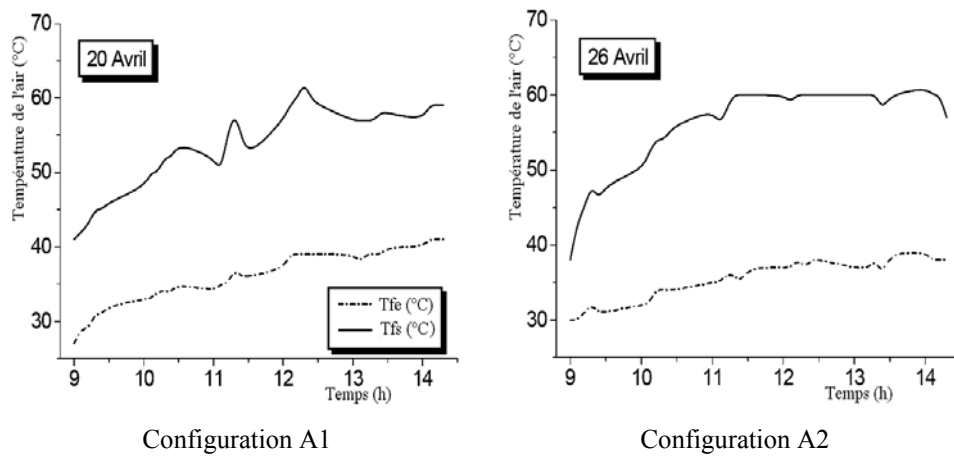 70
60
50
40
30
Température de l'air (°C)
20 Avril
Tfe (°C)
Tfs (°C)
9 10 11 12 13 14
Temps (h)
Configuration A1
70
60
50
40
30
Température de l'air (°C)
26 Avril
9 10 11 12 13 14
Temps (h)
Configuration A2